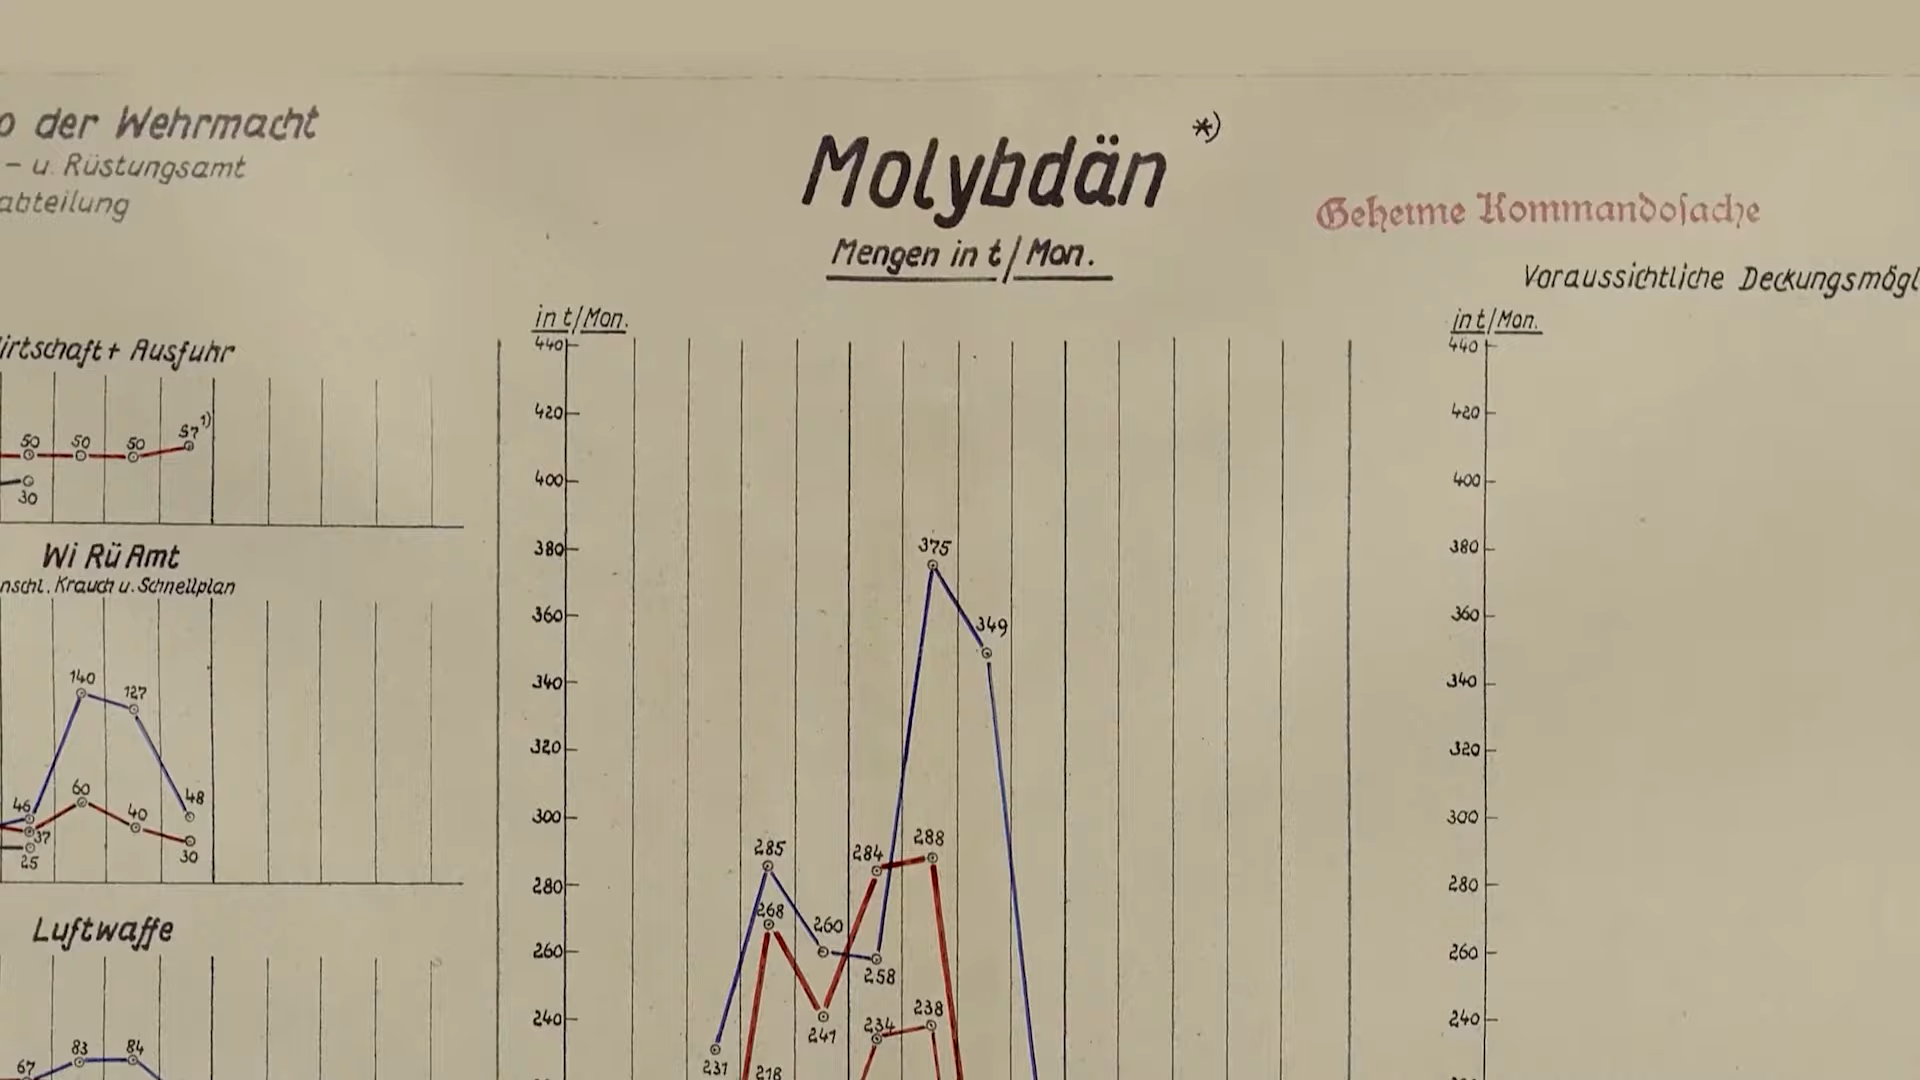 der Wehrmacht
- u. Rüstungsamt
abteilung
Molybdän *)
Mengen in t/Mon.
Geheime Kommandosache
Voraussichtliche Deckungsmögl
irtschaft + Ausfuhr
50 50 50 57 1)
30
Wi Rü Amt
nschl. Krauch u. Schnellplan
140 127
46 60 40 48
37
25 30
Luftwaffe
67 83 84
in t/Mon.
440
420
400
380
360
340
320
300
280
260
240
375
349
285 284 288
268 260
258
241 234 238
231 218
in t/Mon.
440
420
400
380
360
340
320
300
280
260
240